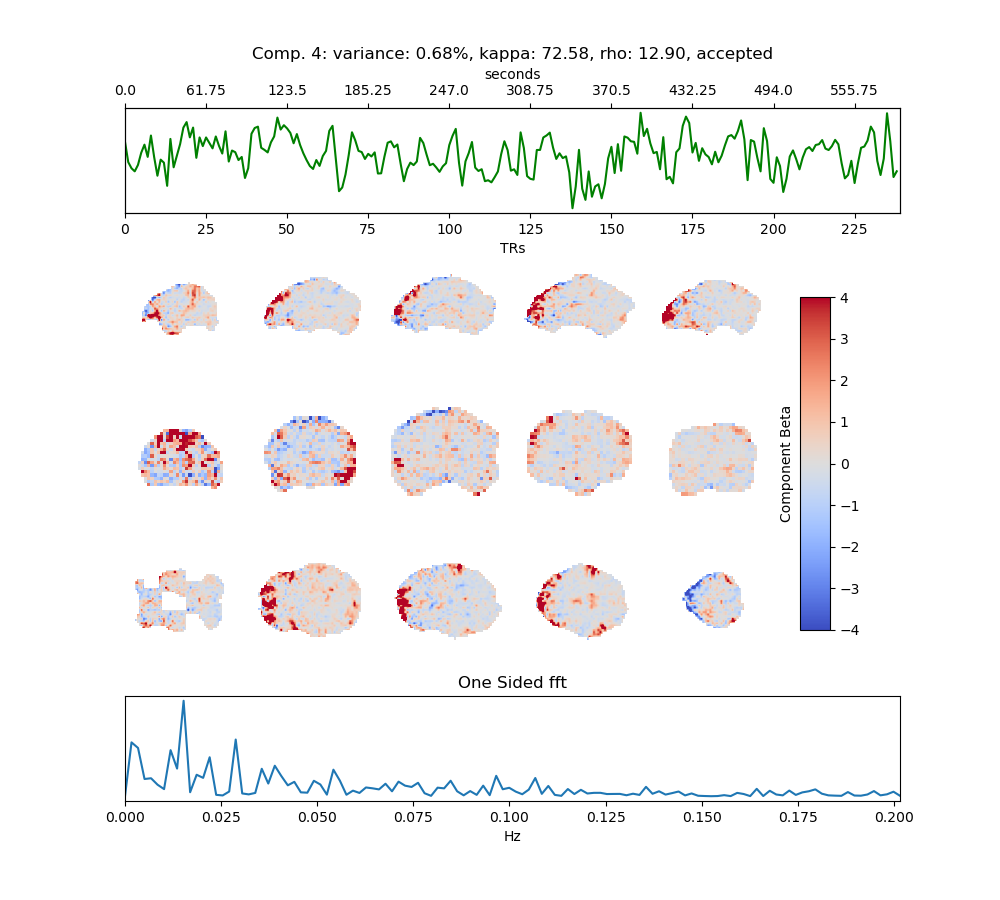 Comp. 4: variance: 0.68%, kappa: 72.58, rho: 12.90, accepted
seconds
0.0 61.75 123.5 185.25 247.0 308.75 370.5 432.25 494.0 555.75
0 25 50 75 100 125 150 175 200 225
TRs
4
3
2
1
0
−1
−2
−3
−4
Component Beta
One Sided fft
0.000 0.025 0.050 0.075 0.100 0.125 0.150 0.175 0.200
Hz